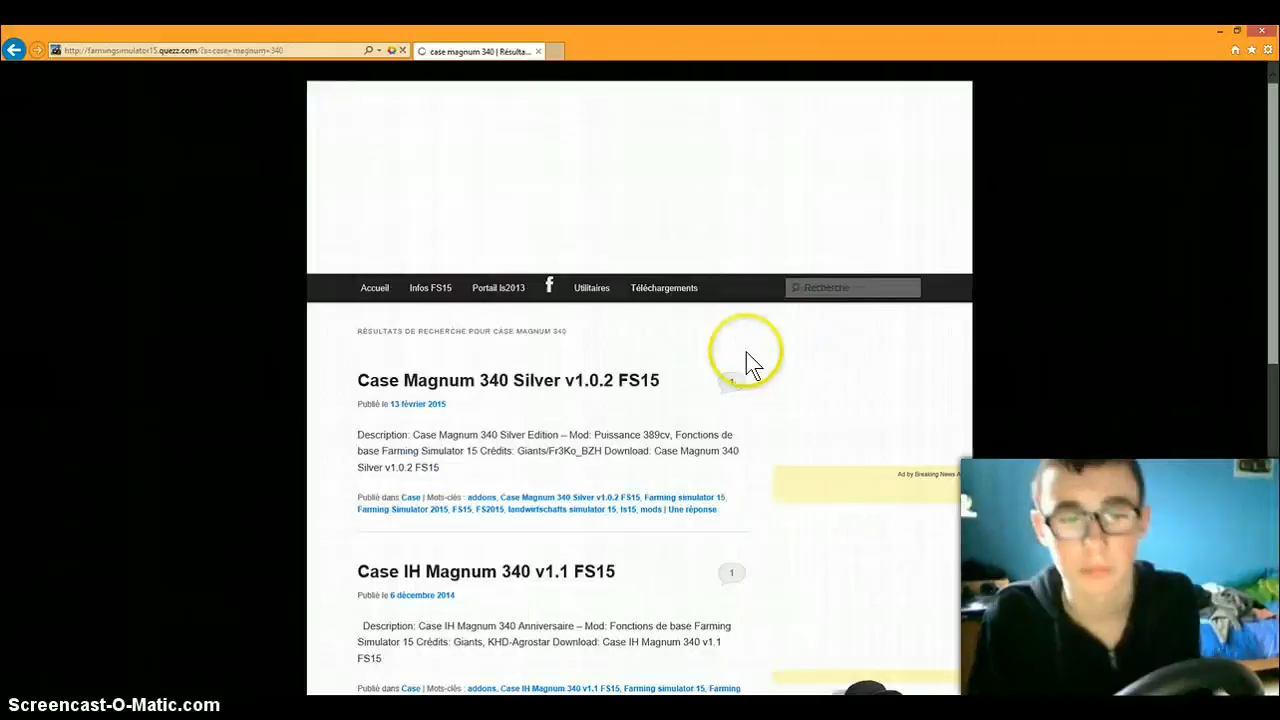 http://farmingsimulator15.quezz.com/?s=case+magnum+340
case magnum 340 | Résulta...
Accueil Infos FS15 Portail ls2013 f Utilitaires Téléchargements Recherche
RÉSULTATS DE RECHERCHE POUR CASE MAGNUM 340
Case Magnum 340 Silver v1.0.2 FS15 1
Publié le 13 février 2015
Description: Case Magnum 340 Silver Edition – Mod: Puissance 389cv, Fonctions de
base Farming Simulator 15 Crédits: Giants/Fr3Ko_BZH Download: Case Magnum 340
Silver v1.0.2 FS15
Ad by Breaking News A
Publié dans Case | Mots-clés : addons, Case Magnum 340 Silver v1.0.2 FS15, Farming simulator 15,
Farming Simulator 2015, FS15, FS2015, landwirtschafts simulator 15, ls15, mods | Une réponse
Case IH Magnum 340 v1.1 FS15 1
Publié le 6 décembre 2014
Description: Case IH Magnum 340 Anniversaire – Mod: Fonctions de base Farming
Simulator 15 Crédits: Giants, KHD-Agrostar Download: Case IH Magnum 340 v1.1
FS15
Publié dans Case | Mots-clés : addons, Case IH Magnum 340 v1.1 FS15, Farming simulator 15, Farming
Screencast-O-Matic.com